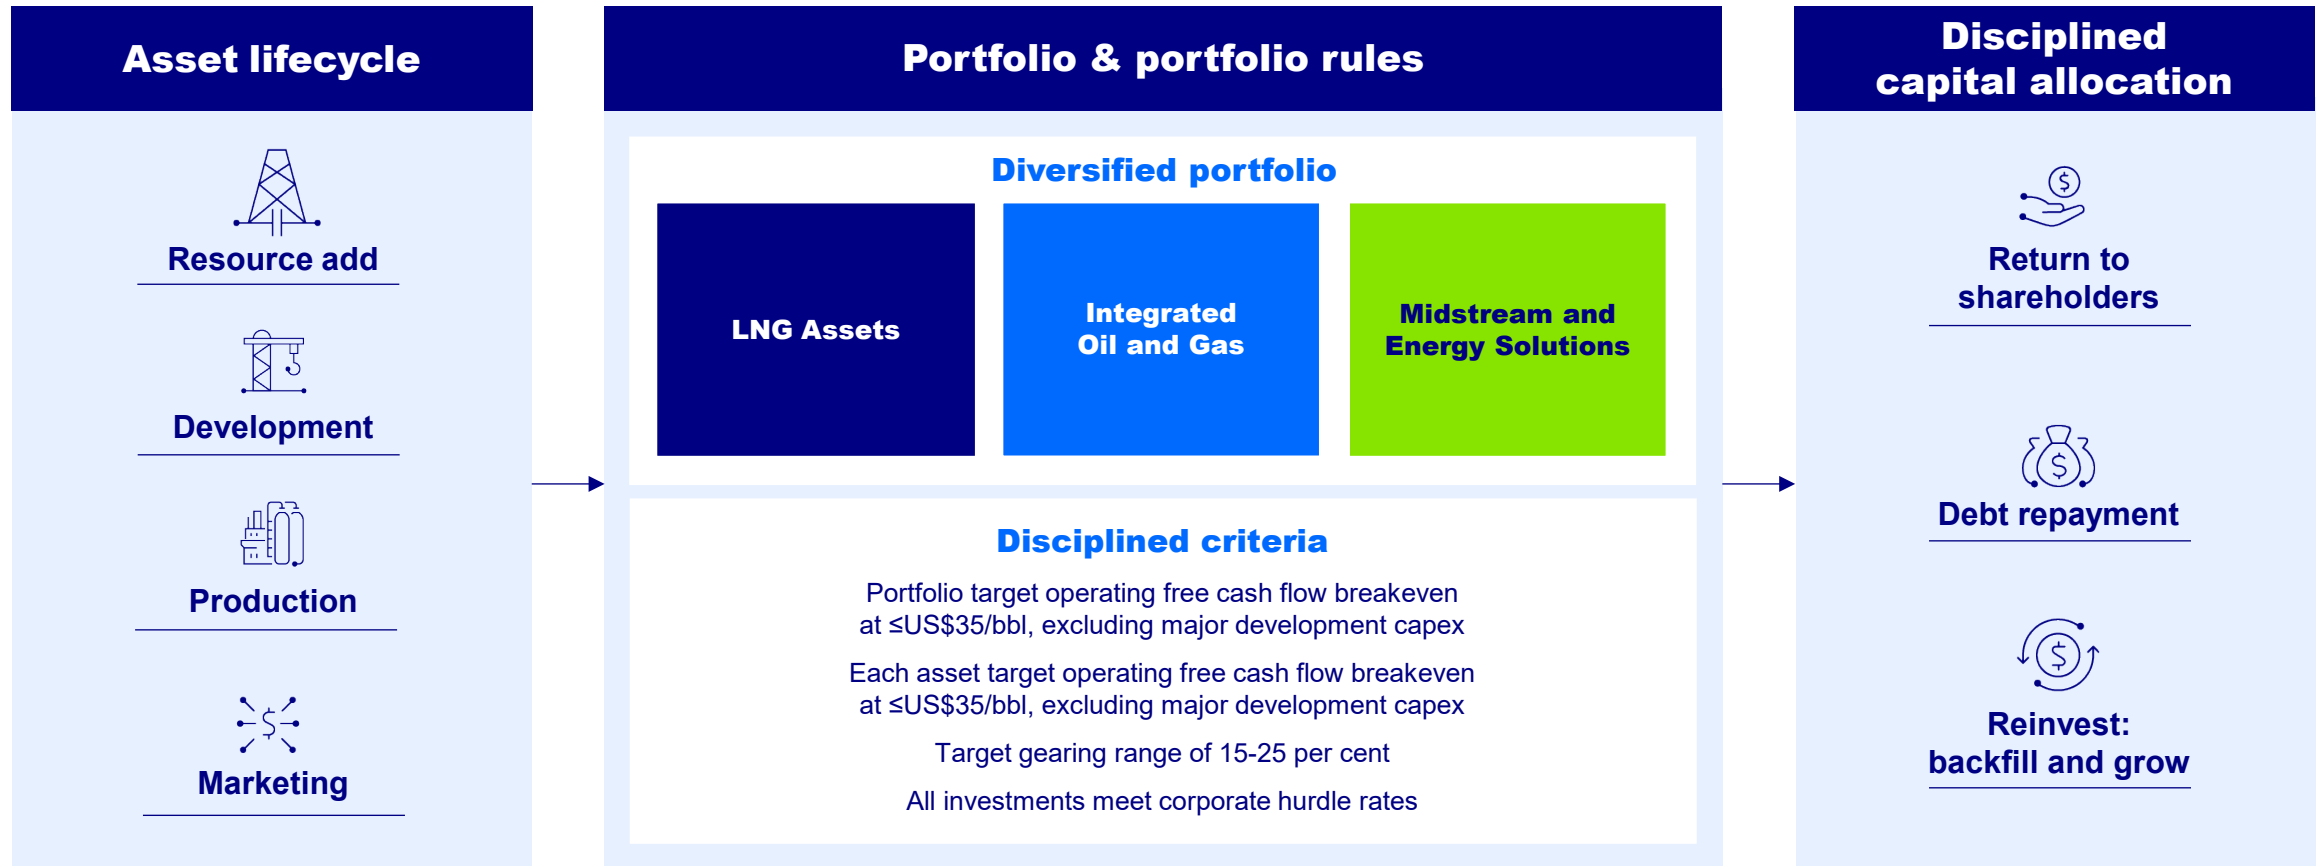 Asset lifecycle
Resource add
Development
Production
Marketing
Portfolio & portfolio rules
Diversified portfolio
LNG Assets
Integrated
Oil and Gas
Midstream and
Energy Solutions
Disciplined criteria
Portfolio target operating free cash flow breakeven
at ≤US$35/bbl, excluding major development capex
Each asset target operating free cash flow breakeven
at ≤US$35/bbl, excluding major development capex
Target gearing range of 15-25 per cent
All investments meet corporate hurdle rates
Disciplined
capital allocation
$
Return to
shareholders
$
Debt repayment
$
Reinvest:
backfill and grow